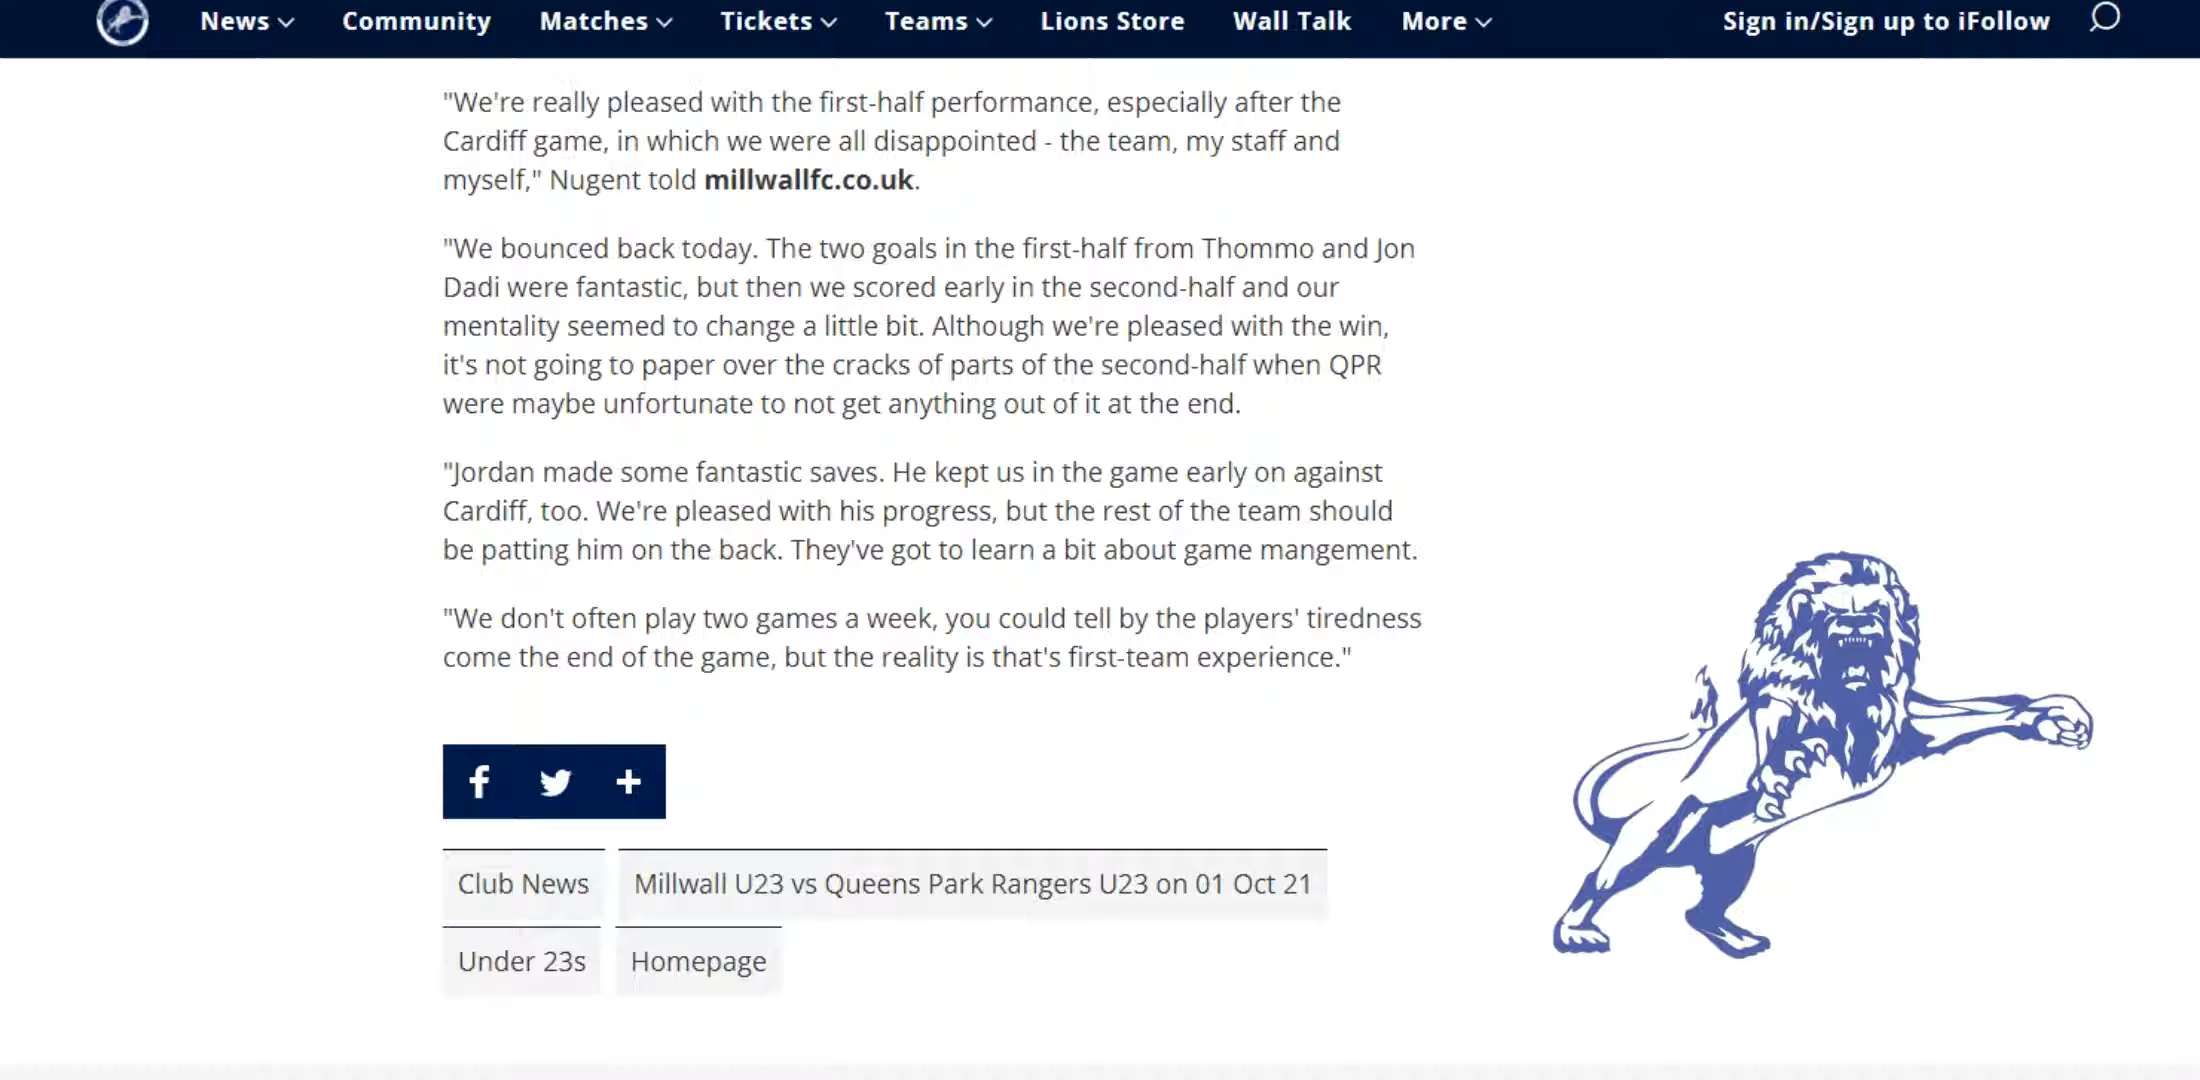 News Community Matches Tickets Teams Lions Store Wall Talk More Sign in/Sign up to iFollow
"We're really pleased with the first-half performance, especially after the
Cardiff game, in which we were all disappointed - the team, my staff and
myself," Nugent told millwallfc.co.uk.
"We bounced back today. The two goals in the first-half from Thommo and Jon
Dadi were fantastic, but then we scored early in the second-half and our
mentality seemed to change a little bit. Although we're pleased with the win,
it's not going to paper over the cracks of parts of the second-half when QPR
were maybe unfortunate to not get anything out of it at the end.
"Jordan made some fantastic saves. He kept us in the game early on against
Cardiff, too. We're pleased with his progress, but the rest of the team should
be patting him on the back. They've got to learn a bit about game mangement.
"We don't often play two games a week, you could tell by the players' tiredness
come the end of the game, but the reality is that's first-team experience."
Club News Millwall U23 vs Queens Park Rangers U23 on 01 Oct 21
Under 23s Homepage